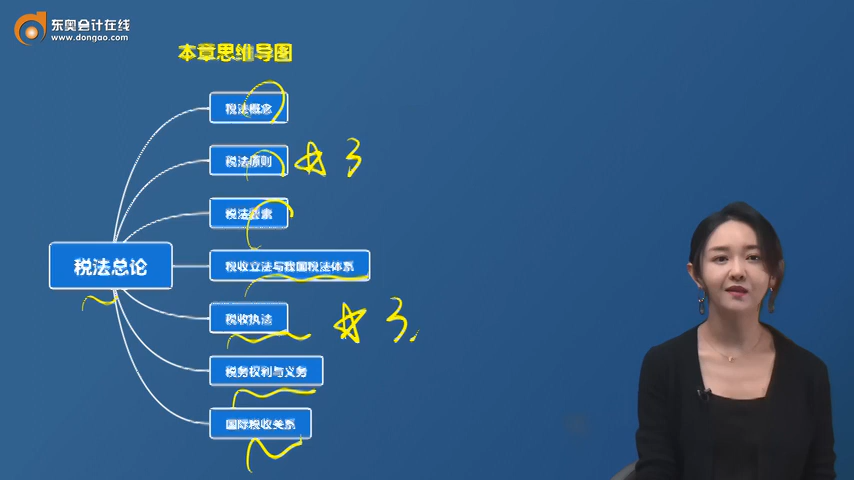 东奥会计在线
www.dongao.com
本章思维导图
税法概念
税法原则 ☆ 3
税法要素
税法总论
税收立法与我国税法体系
税收执法 ☆ 3
税务权利与义务
国际税收关系